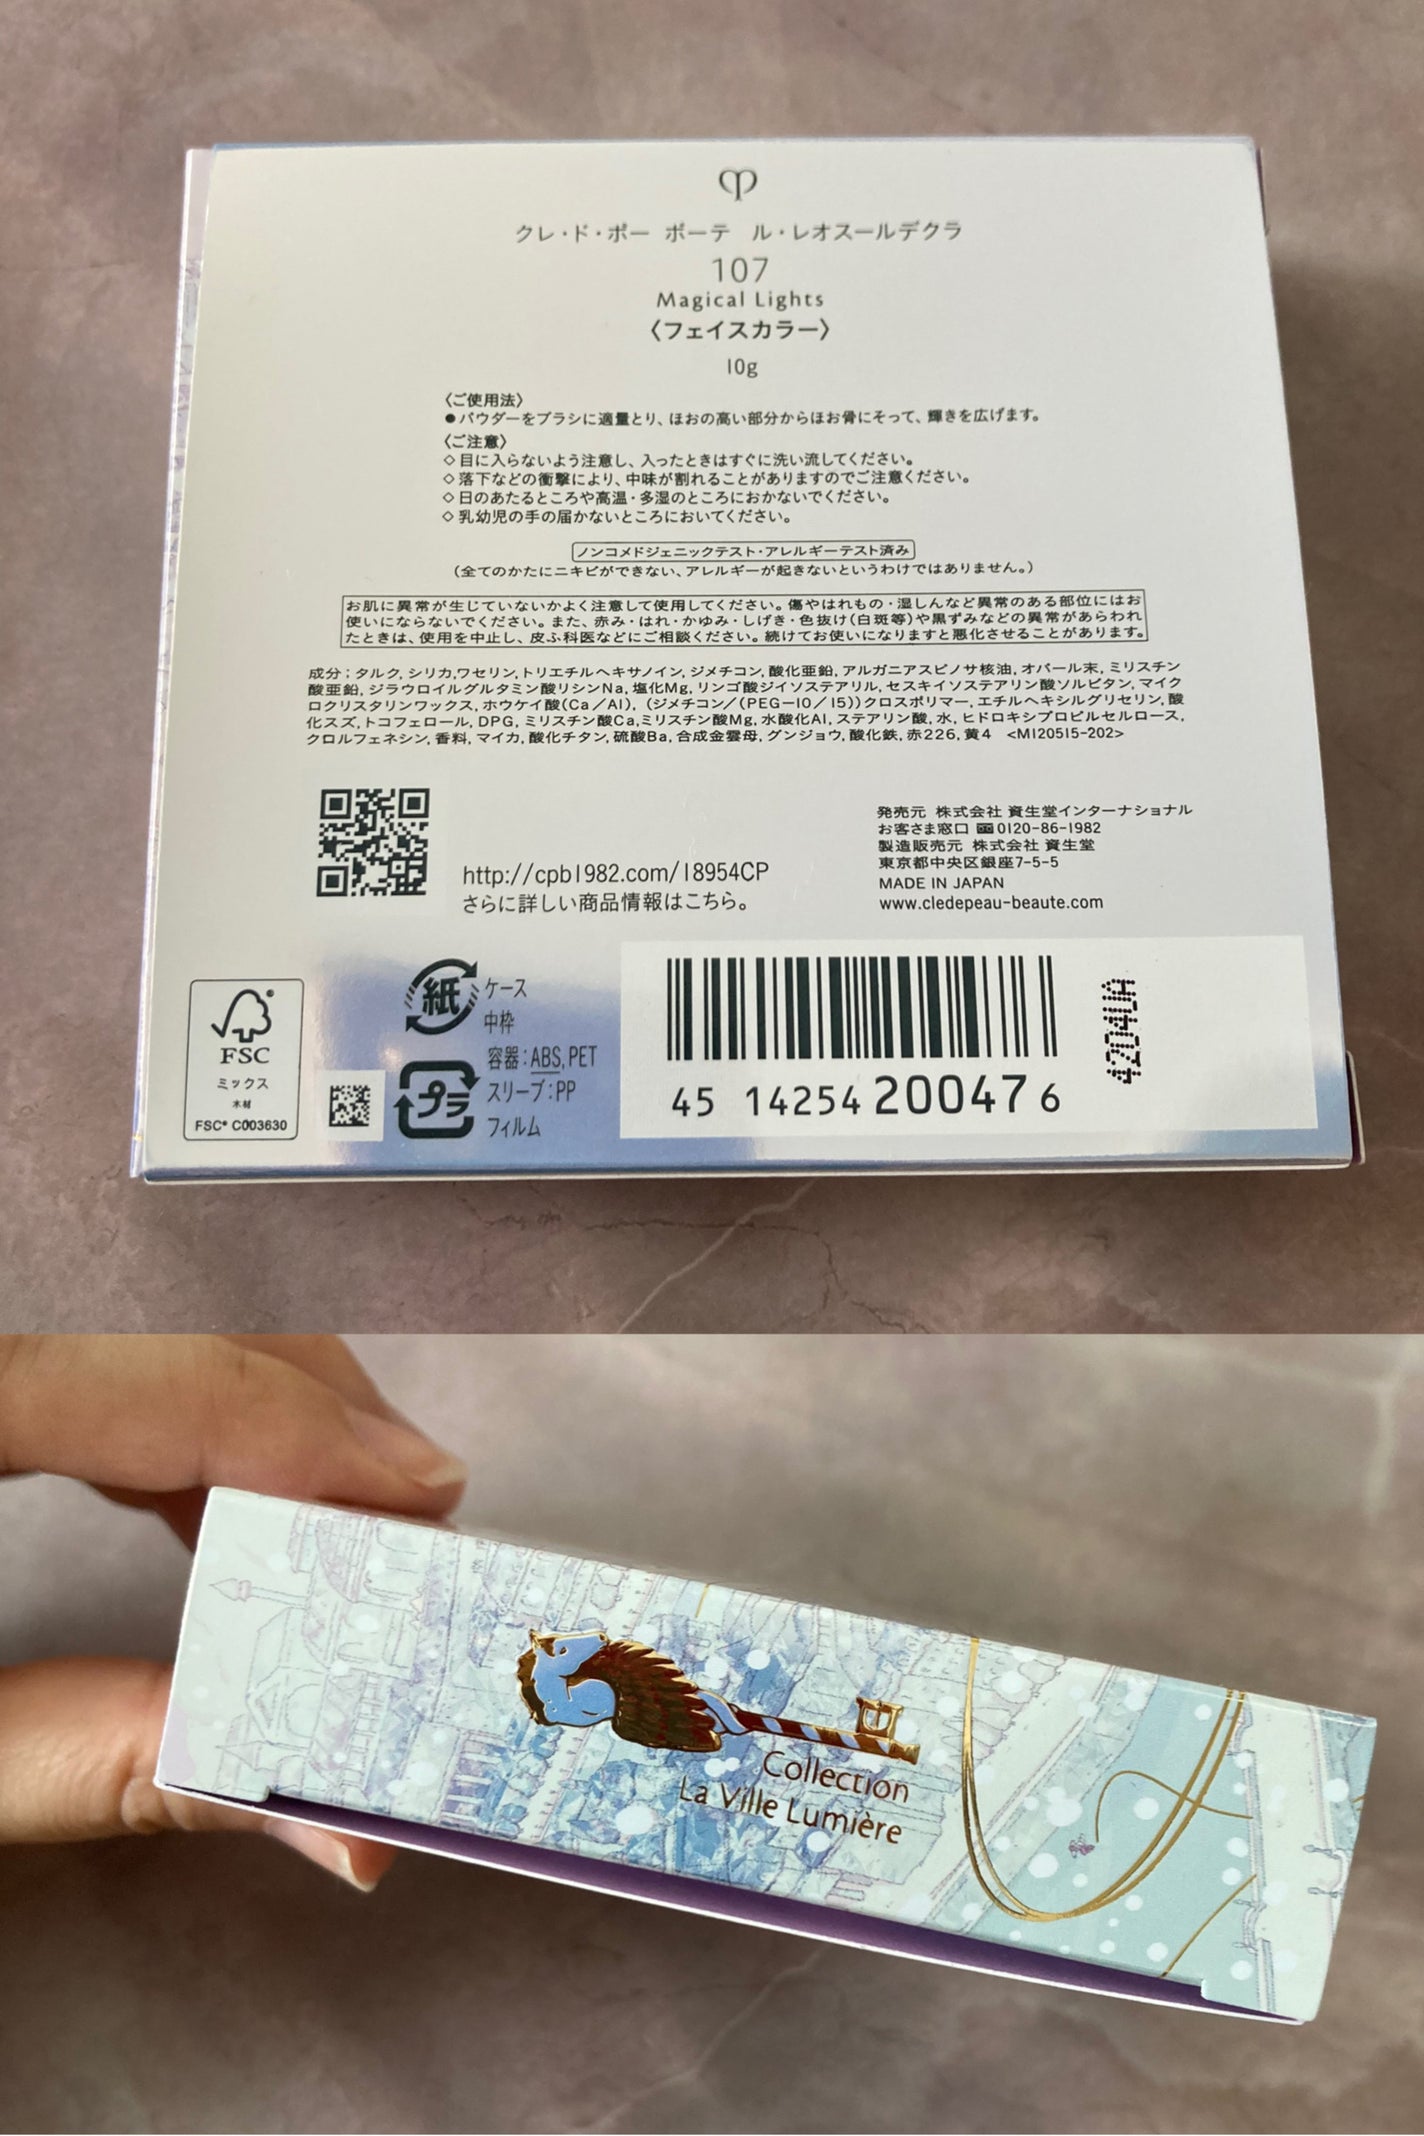 クレ・ド・ポー ボーテ ル・レオスールデクラ
107
Magical Lights
〈フェイスカラー〉
10g
〈ご使用法〉
●パウダーをブラシに適量とり、ほおの高い部分からほお骨にそって、輝きを広げます。
〈ご注意〉
◇目に入らないよう注意し、入ったときはすぐに洗い流してください。
◇落下などの衝撃により、中味が割れることがありますのでご注意ください。
◇日のあたるところや高温・多湿のところにおかないでください。
◇乳幼児の手の届かないところにおいてください。
ノンコメドジェニックテスト・アレルギーテスト済み
（全てのかたにニキビができない、アレルギーが起きないというわけではありません。）
お肌に異常が生じていないかよく注意して使用してください。傷やはれもの・湿しんなど異常のある部位にはお
使いにならないでください。また、赤み・はれ・かゆみ・しげき・色抜け（白斑等）や黒ずみなどの異常があらわれ
たときは、使用を中止し、皮ふ科医などにご相談ください。続けてお使いになりますと悪化させることがあります。
成分；タルク,シリカ,ワセリン,トリエチルヘキサノイン,ジメチコン,酸化亜鉛,アルガニアスピノサ核油,オパール末,ミリスチン
酸亜鉛,ジラウロイルグルタミン酸リシンNa,塩化Mg,リンゴ酸ジイソステアリル,セスキイソステアリン酸ソルビタン,マイク
ロクリスタリンワックス,ホウケイ酸(Ca／Al),(ジメチコン／(PEG-10／15))クロスポリマー,エチルヘキシルグリセリン,酸
化スズ,トコフェロール,DPG,ミリスチン酸Ca,ミリスチン酸Mg,水酸化Al,ステアリン酸,水,ヒドロキシプロピルセルロース,
クロルフェネシン,香料,マイカ,酸化チタン,硫酸Ba,合成金雲母,グンジョウ,酸化鉄,赤226,黄4 <MI20515-202>
http://cpb1982.com/18954CP
さらに詳しい商品情報はこちら。
発売元 株式会社 資生堂インターナショナル
お客さま窓口 0120-86-1982
製造販売元 株式会社 資生堂
東京都中央区銀座7-5-5
MADE IN JAPAN
www.cledepeau-beaute.com
FSC
ミックス
木材
FSC® C003630
紙
ケース
中枠
プラ
容器：ABS,PET
スリーブ：PP
フィルム
45 14254 200476
4204UA
Collection
La Ville Lumière